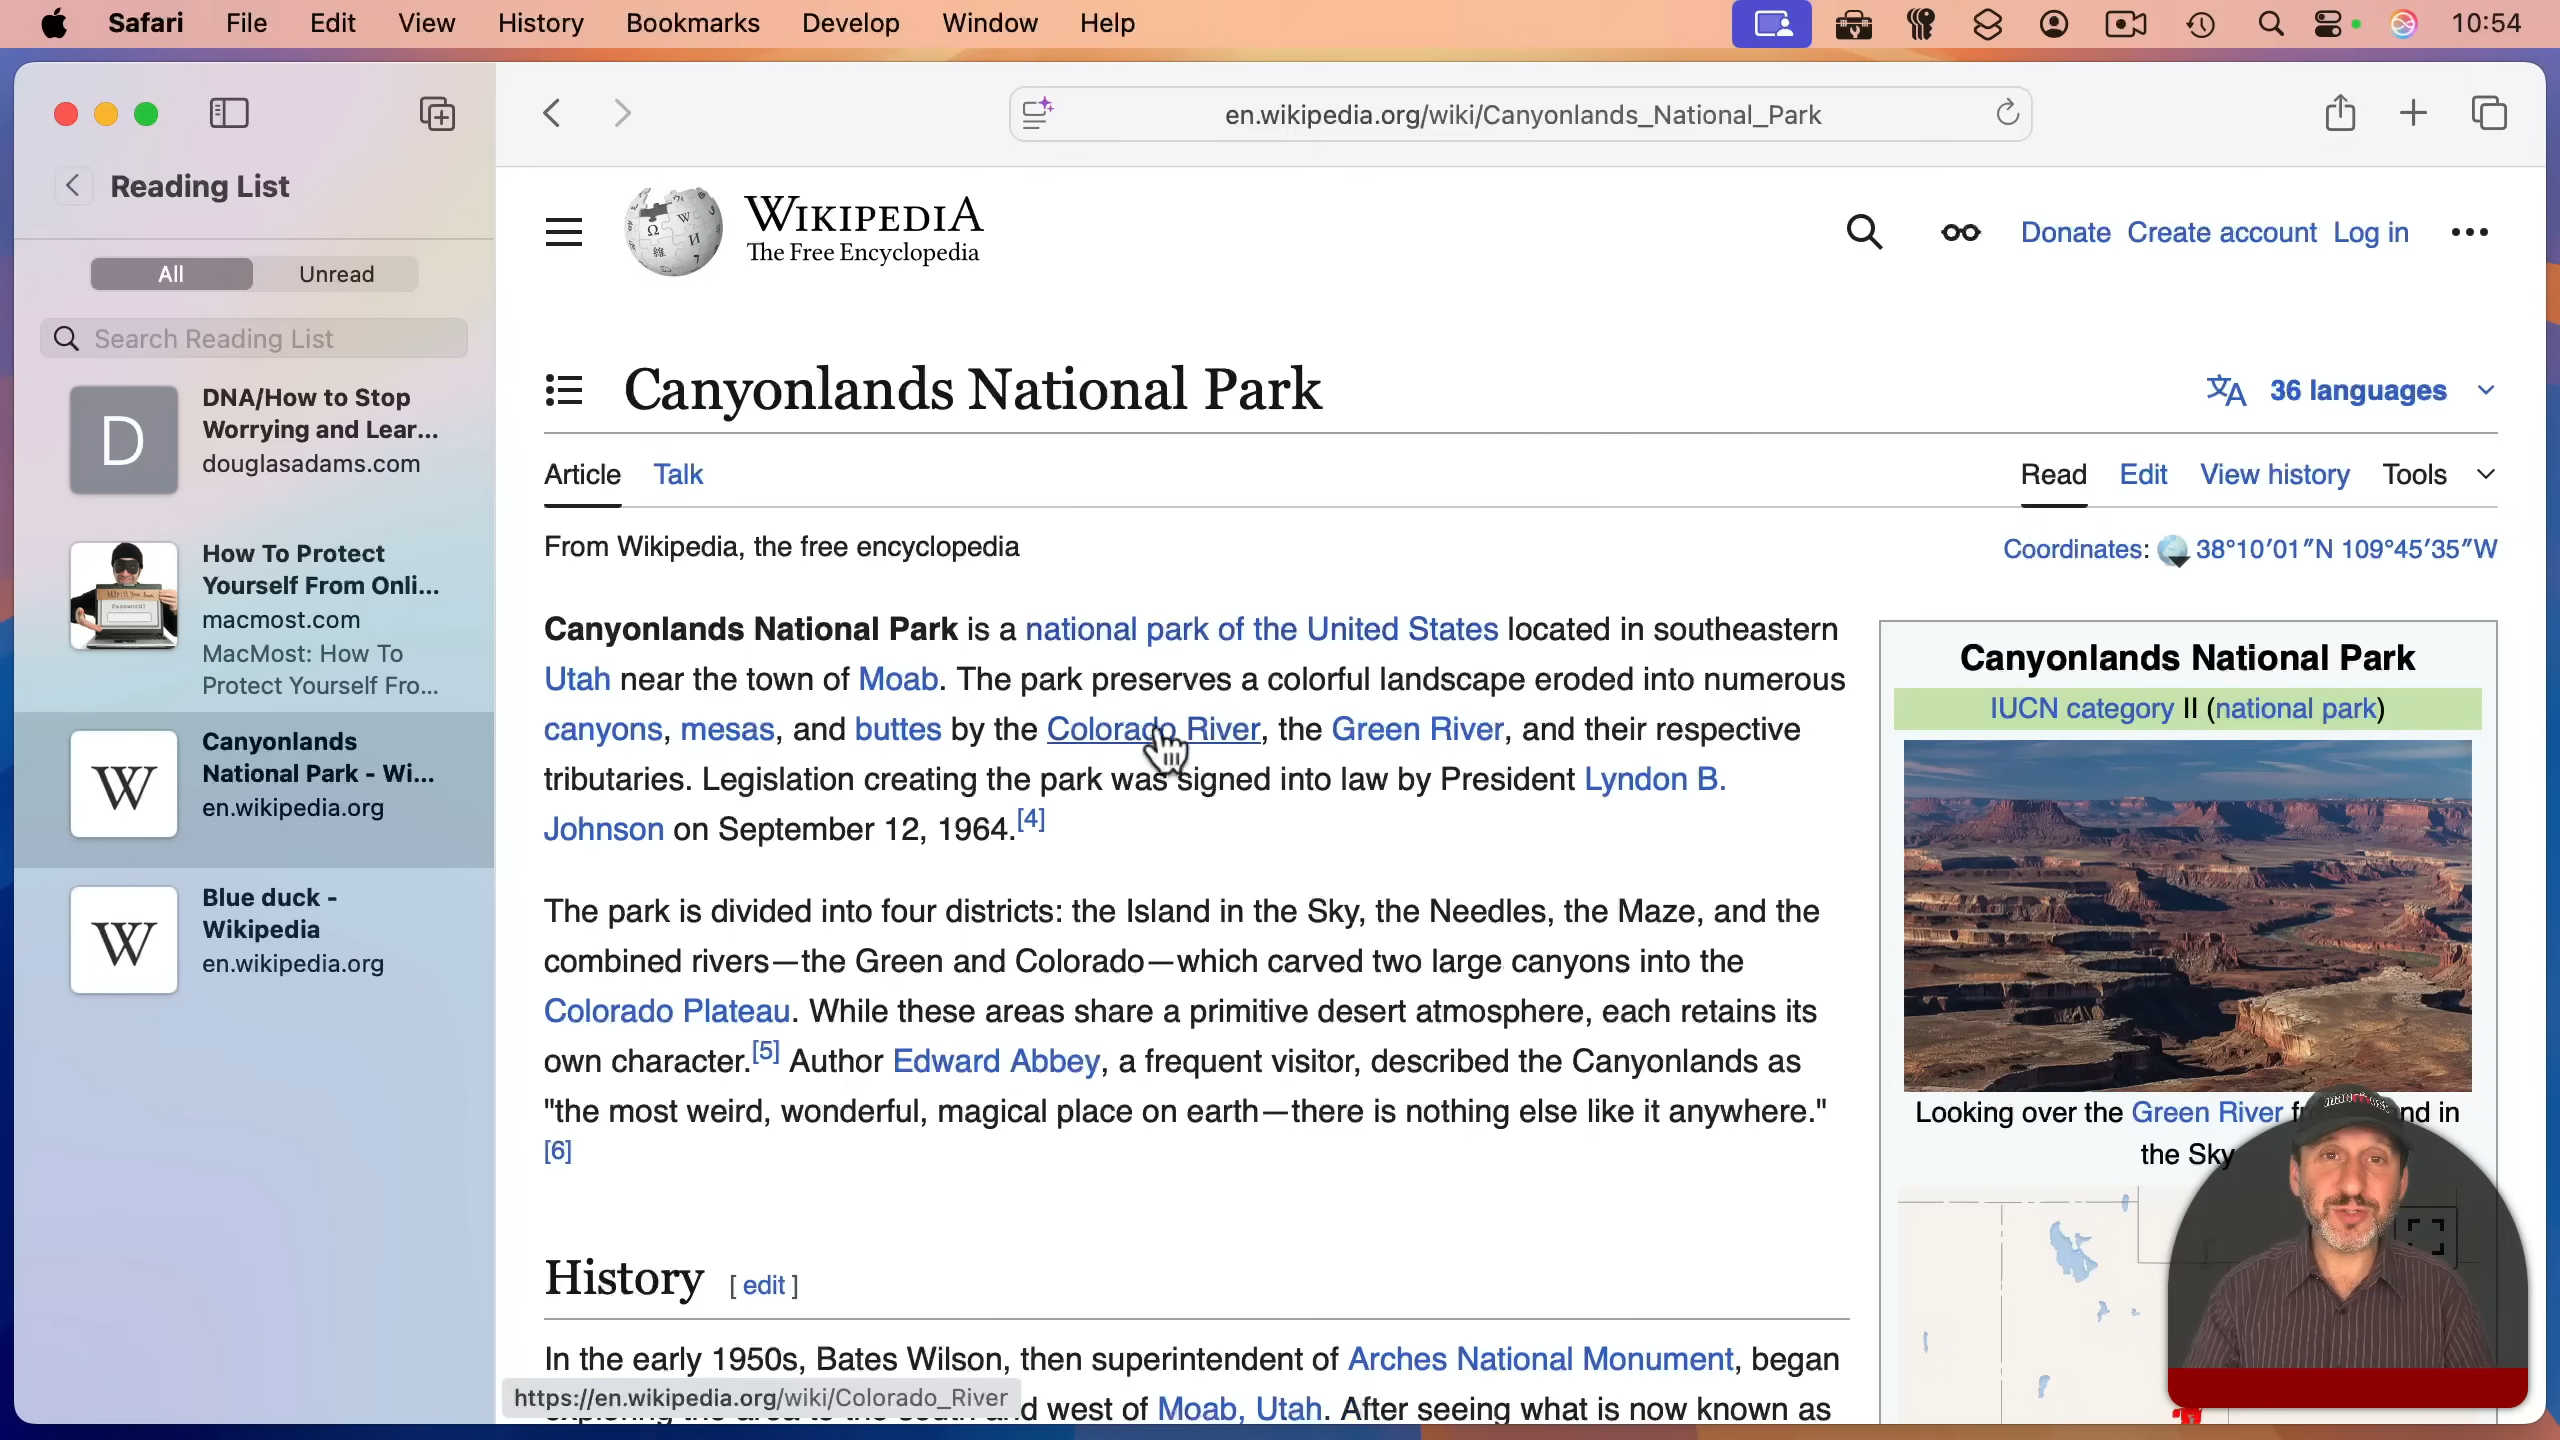 Safari File Edit View History Bookmarks Develop Window Help 10:54
en.wikipedia.org/wiki/Canyonlands_National_Park
Reading List
All Unread
Search Reading List
DNA/How to Stop
Worrying and Lear...
douglasadams.com
How To Protect
Yourself From Onli...
macmost.com
MacMost: How To
Protect Yourself Fro...
Canyonlands
National Park - Wi...
en.wikipedia.org
Blue duck -
Wikipedia
en.wikipedia.org
D
W
W
WIKIPEDIA
The Free Encyclopedia
Donate Create account Log in
Canyonlands National Park
36 languages
Article Talk
Read Edit View history Tools
From Wikipedia, the free encyclopedia
Coordinates: 38°10′01″N 109°45′35″W
Canyonlands National Park is a national park of the United States located in southeastern
Utah near the town of Moab. The park preserves a colorful landscape eroded into numerous
canyons, mesas, and buttes by the Colorado River, the Green River, and their respective
tributaries. Legislation creating the park was signed into law by President Lyndon B.
Johnson on September 12, 1964.[4]
The park is divided into four districts: the Island in the Sky, the Needles, the Maze, and the
combined rivers—the Green and Colorado—which carved two large canyons into the
Colorado Plateau. While these areas share a primitive desert atmosphere, each retains its
own character.[5] Author Edward Abbey, a frequent visitor, described the Canyonlands as
"the most weird, wonderful, magical place on earth—there is nothing else like it anywhere."
[6]
History [ edit ]
In the early 1950s, Bates Wilson, then superintendent of Arches National Monument, began
west of Moab, Utah. After seeing what is now known as
https://en.wikipedia.org/wiki/Colorado_River
Canyonlands National Park
IUCN category II (national park)
Looking over the Green River in
the Sky